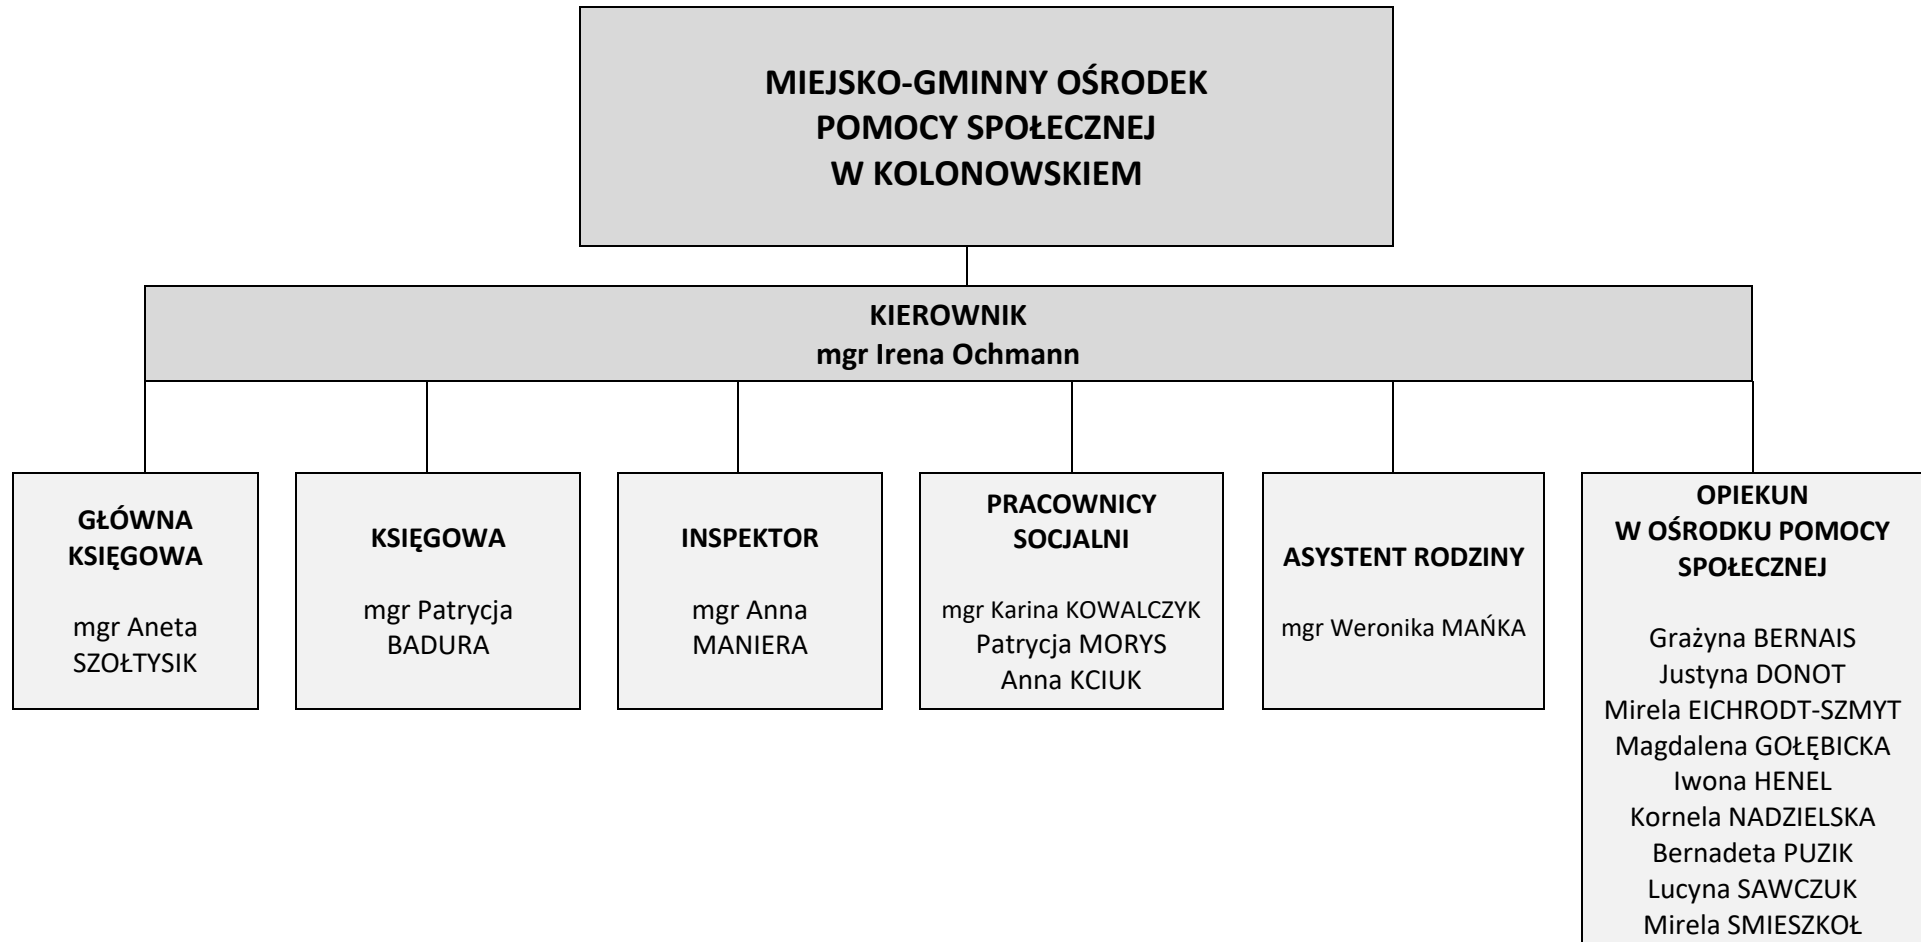 MIEJSKO-GMINNY OŚRODEK
POMOCY SPOŁECZNEJ
W KOLONOWSKIEM
KIEROWNIK
mgr Irena Ochmann
GŁÓWNA
KSIĘGOWA
mgr Aneta
SZOŁTYSIK
KSIĘGOWA
mgr Patrycja
BADURA
INSPEKTOR
mgr Anna
MANIERA
PRACOWNICY
SOCJALNI
mgr Karina KOWALCZYK
Patrycja MORYS
Anna KCIUK
ASYSTENT RODZINY
mgr Weronika MAŃKA
OPIEKUN
W OŚRODKU POMOCY
SPOŁECZNEJ
Grażyna BERNAIS
Justyna DONOT
Mirela EICHRODT-SZMYT
Magdalena GOŁĘBICKA
Iwona HENEL
Kornela NADZIELSKA
Bernadeta PUZIK
Lucyna SAWCZUK
Mirela SMIESZKOŁ